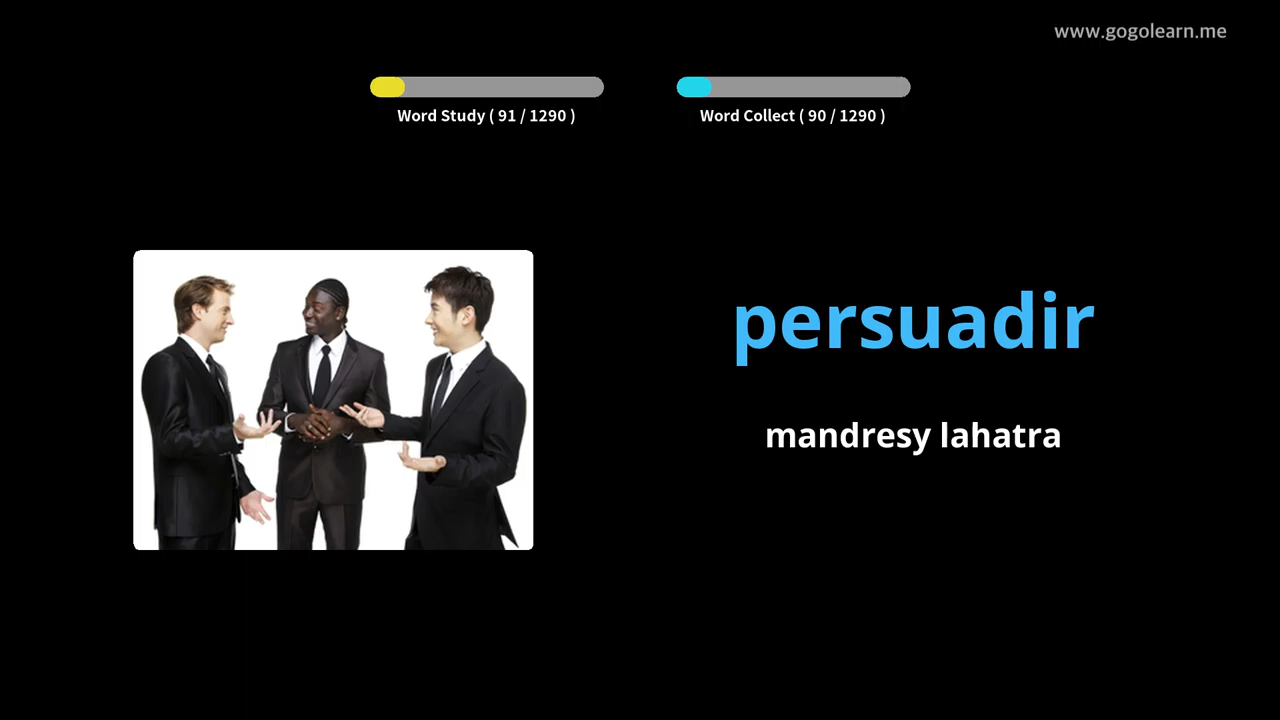 www.gogolearn.me
Word Study ( 91 / 1290 )
Word Collect ( 90 / 1290 )
persuadir
mandresy lahatra